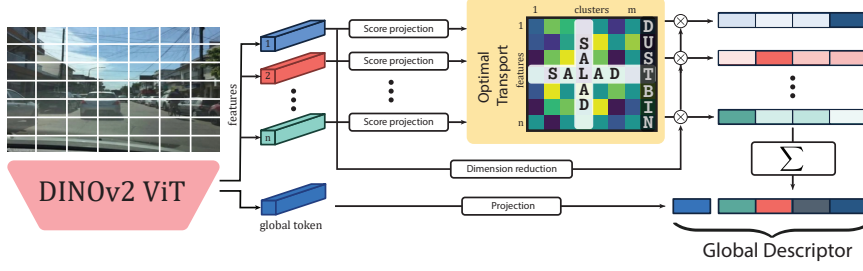 DINOv2 ViT
features
1
2
n
global token
Score projection
Score projection
Score projection
Optimal
Transport
1 clusters m
1
features
n
SALAD
SALAD
DUSTBIN
Dimension reduction
Projection
Σ
Global Descriptor